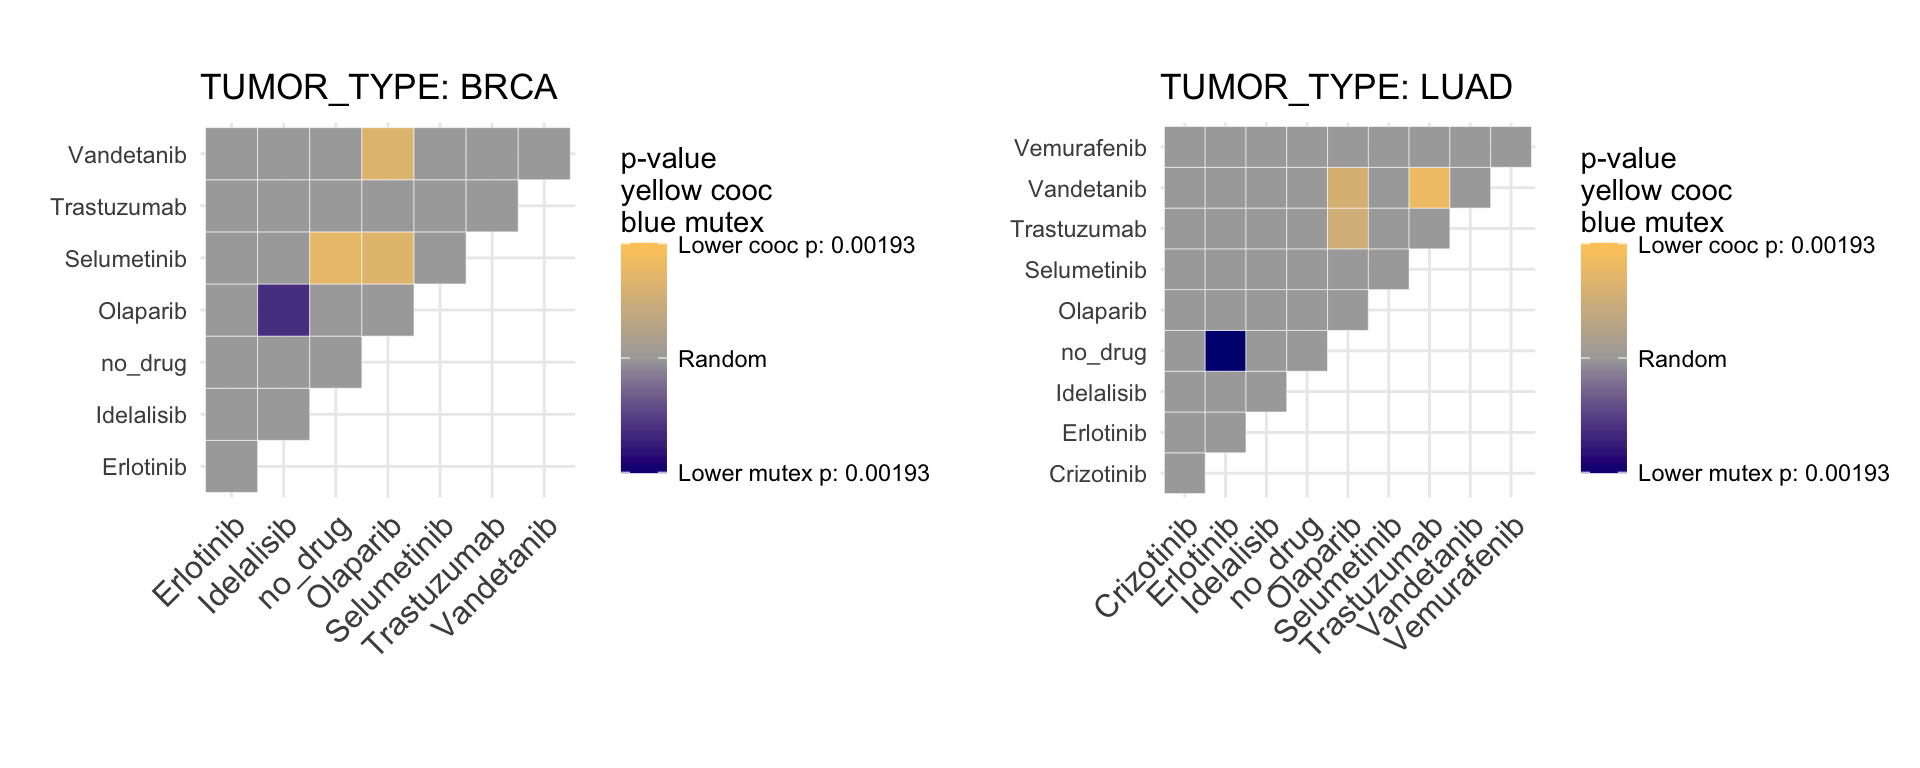 TUMOR_TYPE: BRCA
Vandetanib
Trastuzumab
Selumetinib
Olaparib
no_drug
Idelalisib
Erlotinib
Erlotinib
Idelalisib
no_drug
Olaparib
Selumetinib
Trastuzumab
Vandetanib
p-value
yellow cooc
blue mutex
Lower cooc p: 0.00193
Random
Lower mutex p: 0.00193
TUMOR_TYPE: LUAD
Vemurafenib
Vandetanib
Trastuzumab
Selumetinib
Olaparib
no_drug
Idelalisib
Erlotinib
Crizotinib
Crizotinib
Erlotinib
Idelalisib
no_drug
Olaparib
Selumetinib
Trastuzumab
Vandetanib
Vemurafenib
p-value
yellow cooc
blue mutex
Lower cooc p: 0.00193
Random
Lower mutex p: 0.00193